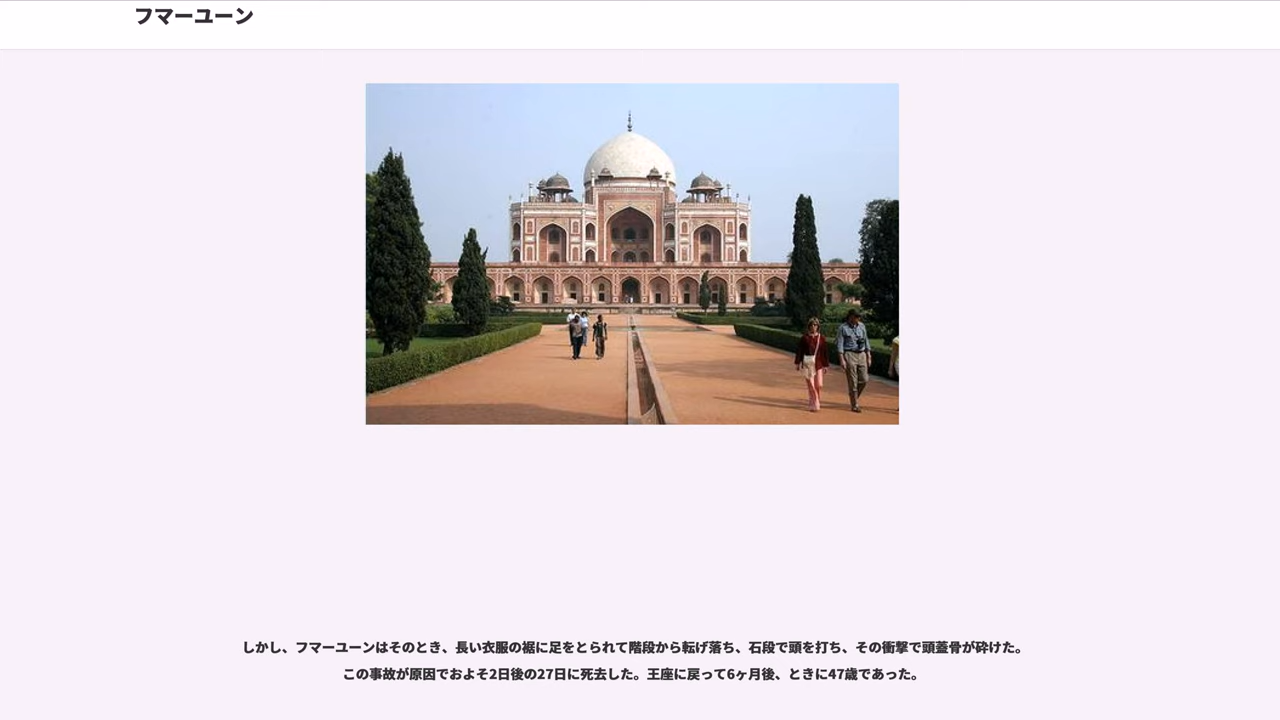 フマーユーン
しかし、フマーユーンはそのとき、長い衣服の裾に足をとられて階段から転げ落ち、石段で頭を打ち、その衝撃で頭蓋骨が砕けた。
この事故が原因でおよそ2日後の27日に死去した。王座に戻って6ヶ月後、ときに47歳であった。